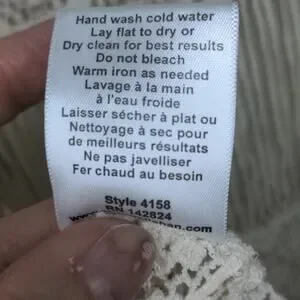 Hand wash cold water
Lay flat to dry or
Dry clean for best results
Do not bleach
Warm iron as needed
Lavage à la main
à l'eau froide
Laisser sécher à plat ou
Nettoyage à sec pour
de meilleurs résultats
Ne pas javelliser
Fer chaud au besoin
Style 4158
RN 142824